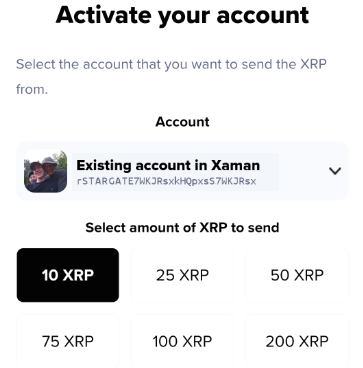 Activate your account
Select the account that you want to send the XRP
from.
Account
Existing account in Xaman
rSTARGATE7WKJRsxkHQpxsS7WKJRsx
Select amount of XRP to send
10 XRP
25 XRP
50 XRP
75 XRP
100 XRP
200 XRP